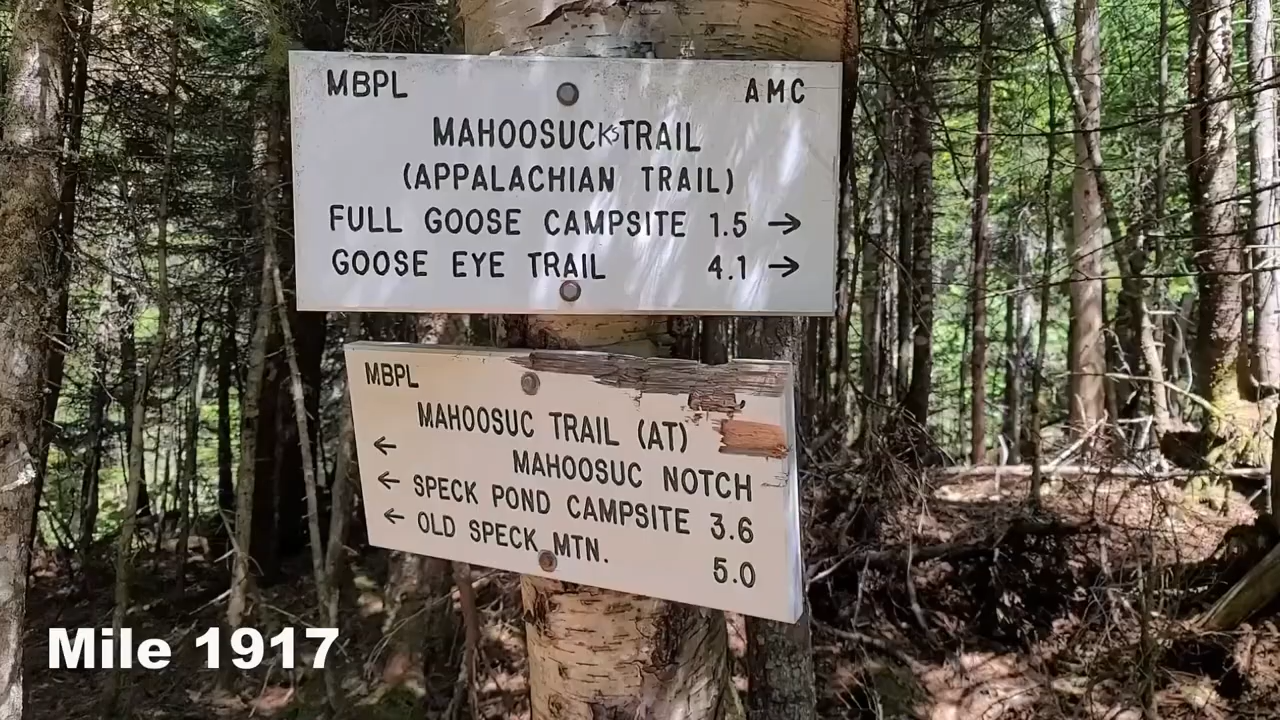 MBPL AMC
MAHOOSUCKS TRAIL
(APPALACHIAN TRAIL)
FULL GOOSE CAMPSITE 1.5 →
GOOSE EYE TRAIL 4.1 →
MBPL
MAHOOSUC TRAIL (AT)
← MAHOOSUC NOTCH
← SPECK POND CAMPSITE 3.6
← OLD SPECK MTN. 5.0
Mile 1917